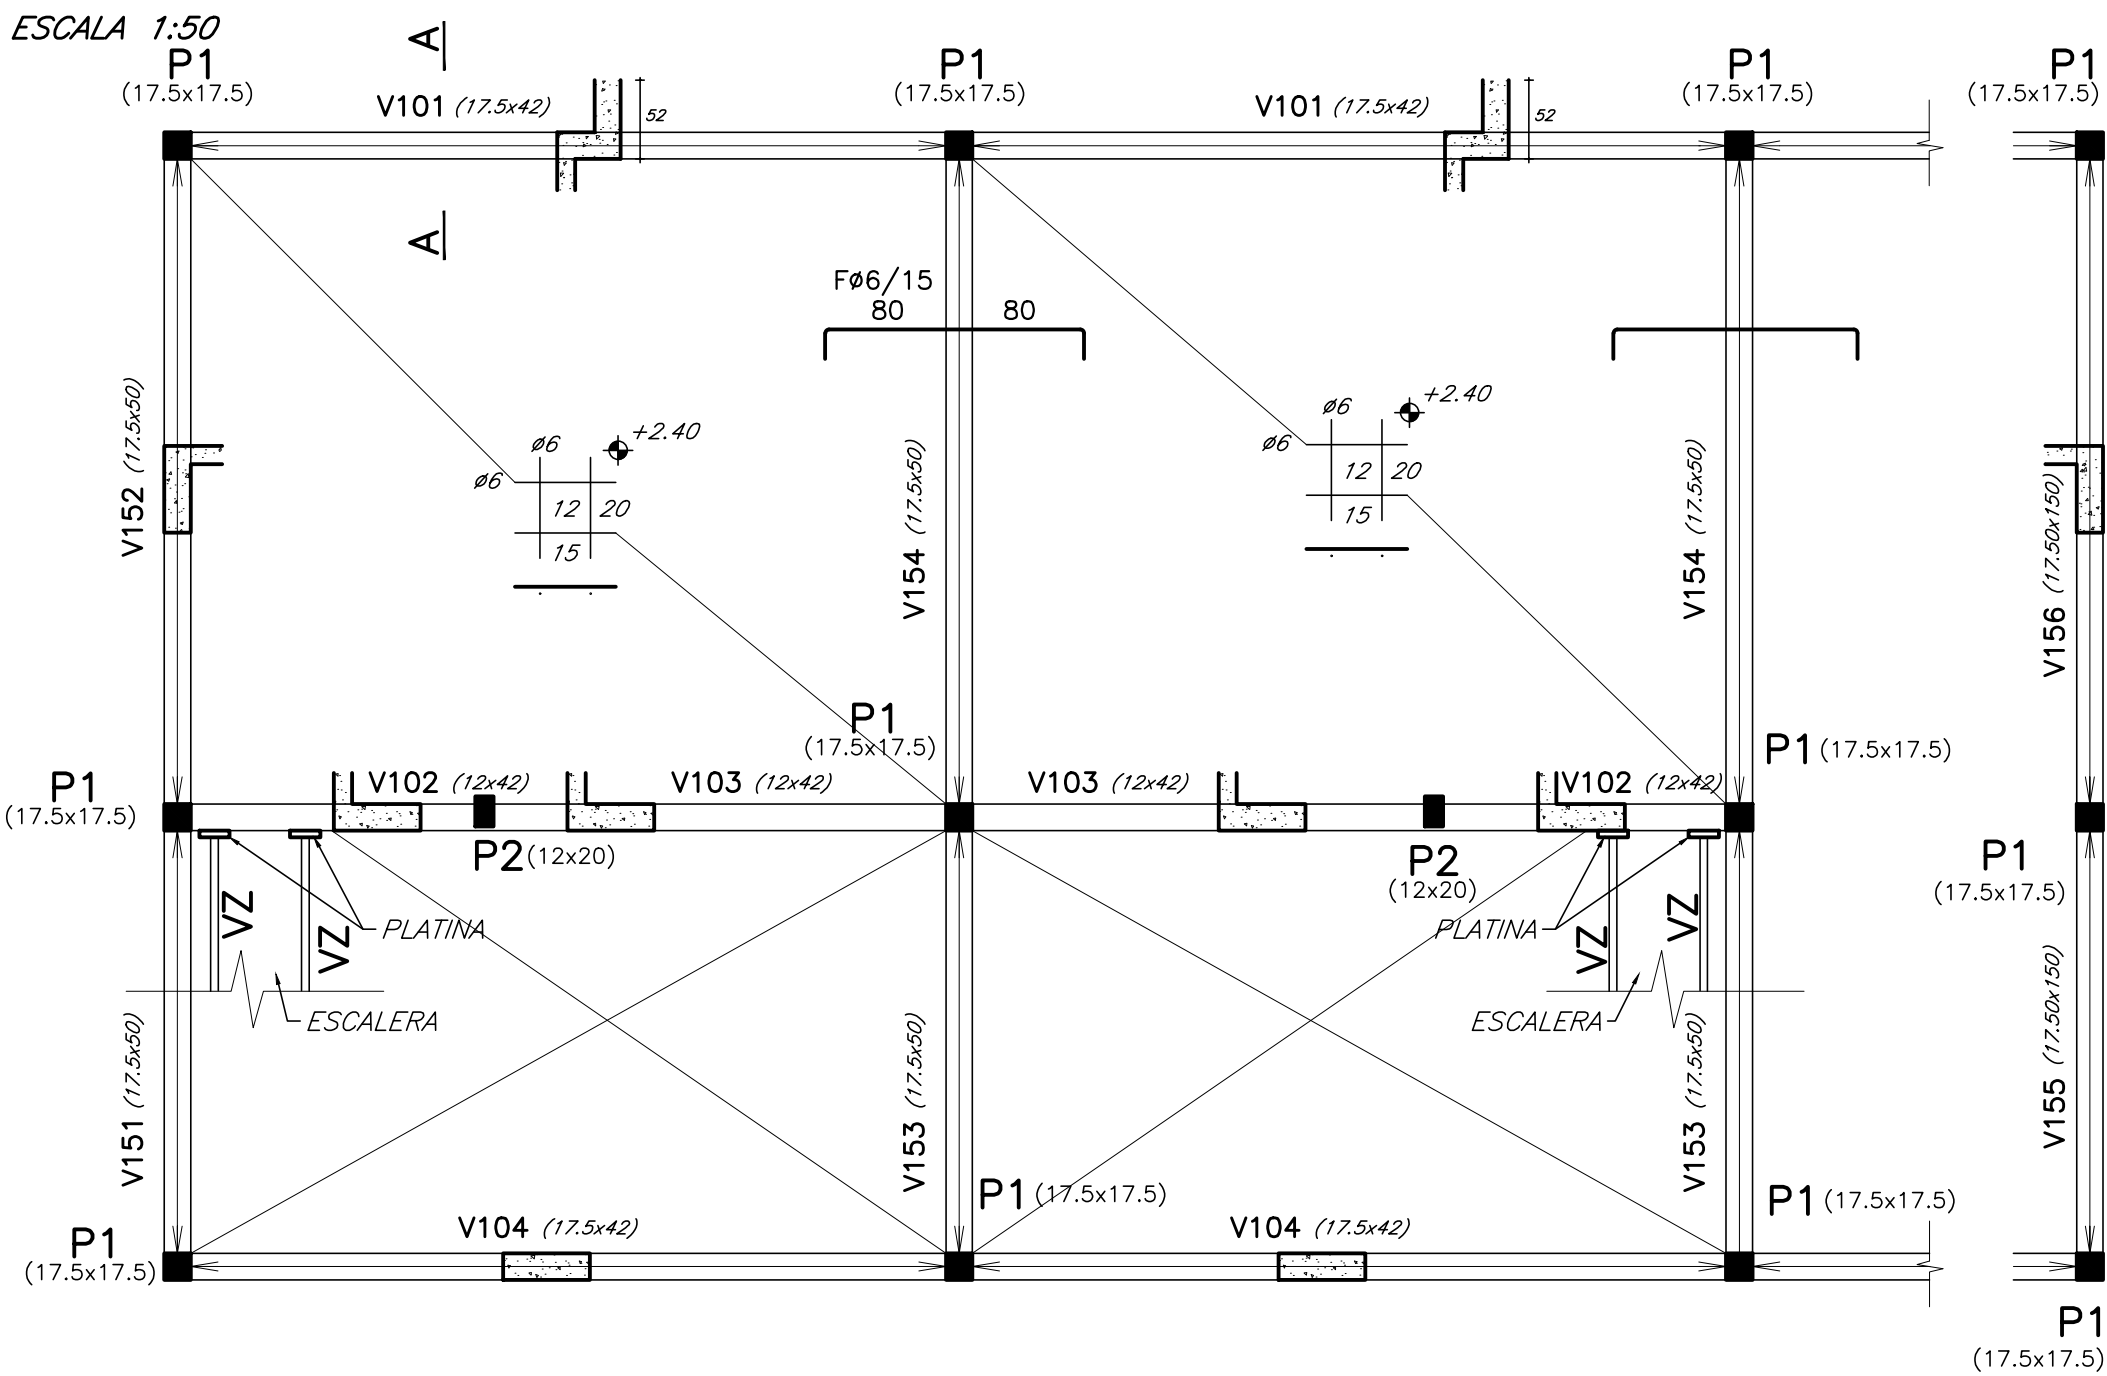 ESCALA 1:50
A
P1
(17.5x17.5)
P1
(17.5x17.5)
P1
(17.5x17.5)
P1
(17.5x17.5)
V101 (17.5x42)
52
V101 (17.5x42)
52
A
FØ6/15
80 80
V152 (17.5x50)
Ø6
Ø6
+2.40
12 20
15
V154 (17.5x50)
Ø6
Ø6
+2.40
12 20
15
V154 (17.5x50)
V156 (17.50x150)
P1
(17.5x17.5)
P1 (17.5x17.5)
P1
(17.5x17.5)
V102 (12x42)
V103 (12x42)
V103 (12x42)
V102 (12x42)
P2 (12x20)
P2
(12x20)
P1
(17.5x17.5)
VZ
VZ
PLATINA
ESCALERA
PLATINA
VZ
VZ
ESCALERA
V151 (17.5x50)
V153 (17.5x50)
V153 (17.5x50)
V155 (17.50x150)
P1 (17.5x17.5)
P1 (17.5x17.5)
P1
(17.5x17.5)
V104 (17.5x42)
V104 (17.5x42)
P1
(17.5x17.5)